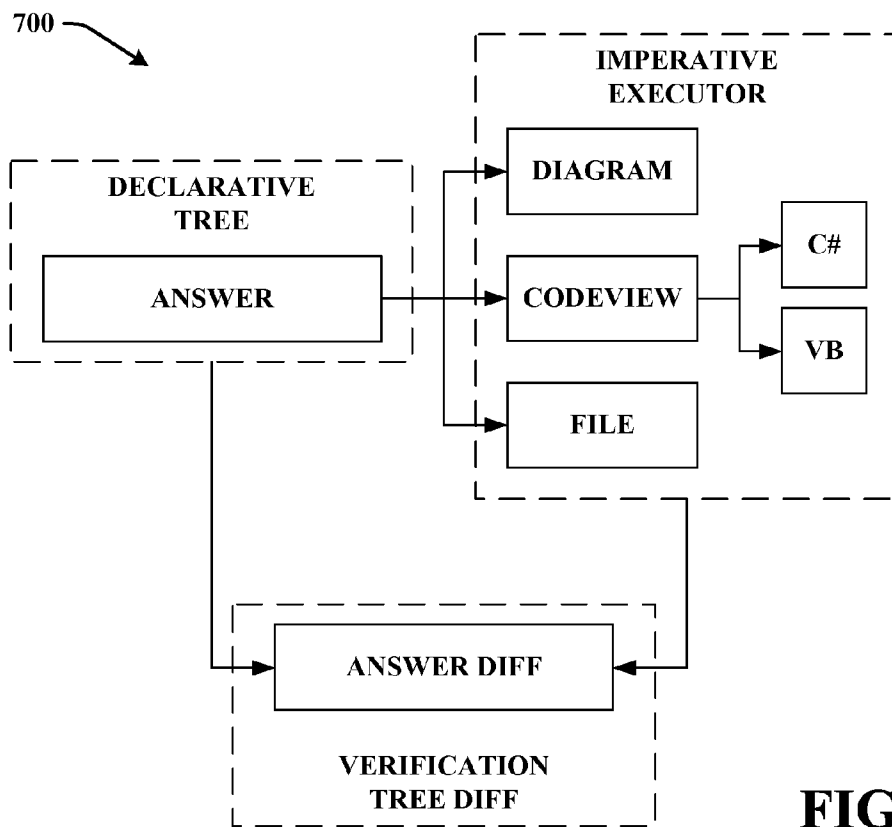 700
IMPERATIVE
EXECUTOR
DECLARATIVE
TREE
DIAGRAM
C#
ANSWER
CODEVIEW
VB
FILE
ANSWER DIFF
VERIFICATION
TREE DIFF
FIG